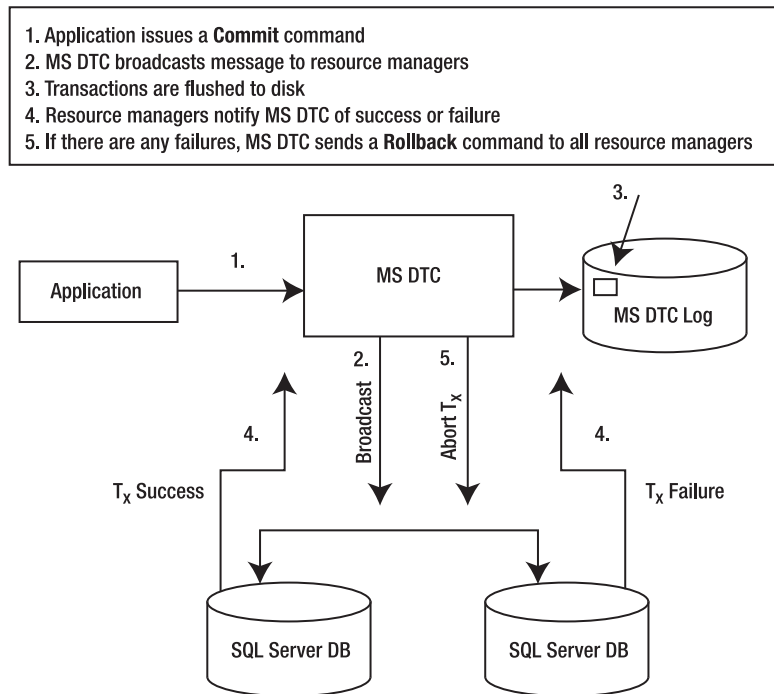 1. Application issues a Commit command
2. MS DTC broadcasts message to resource managers
3. Transactions are flushed to disk
4. Resource managers notify MS DTC of success or failure
5. If there are any failures, MS DTC sends a Rollback command to all resource managers
3.
1.
Application
MS DTC
MS DTC Log
2.
Broadcast
5.
Abort Tx
4.
Tx Success
4.
Tx Failure
SQL Server DB
SQL Server DB